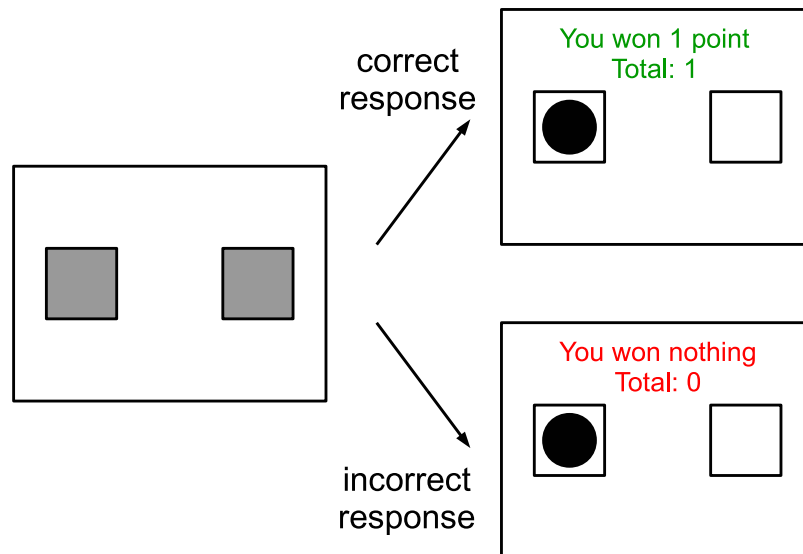 correct
response
You won 1 point
Total: 1
You won nothing
Total: 0
incorrect
response